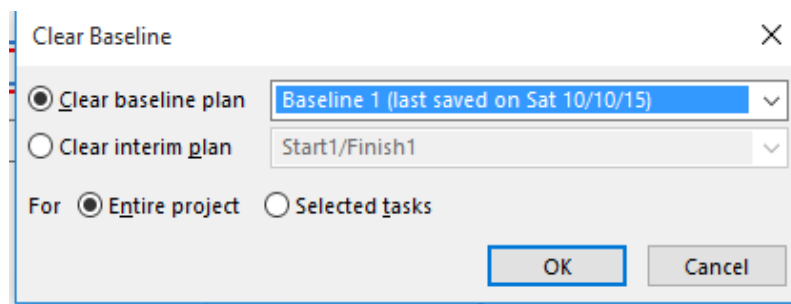 Clear Baseline
Clear baseline plan Baseline 1 (last saved on Sat 10/10/15)
Clear interim plan Start1/Finish1
For Entire project Selected tasks
OK Cancel